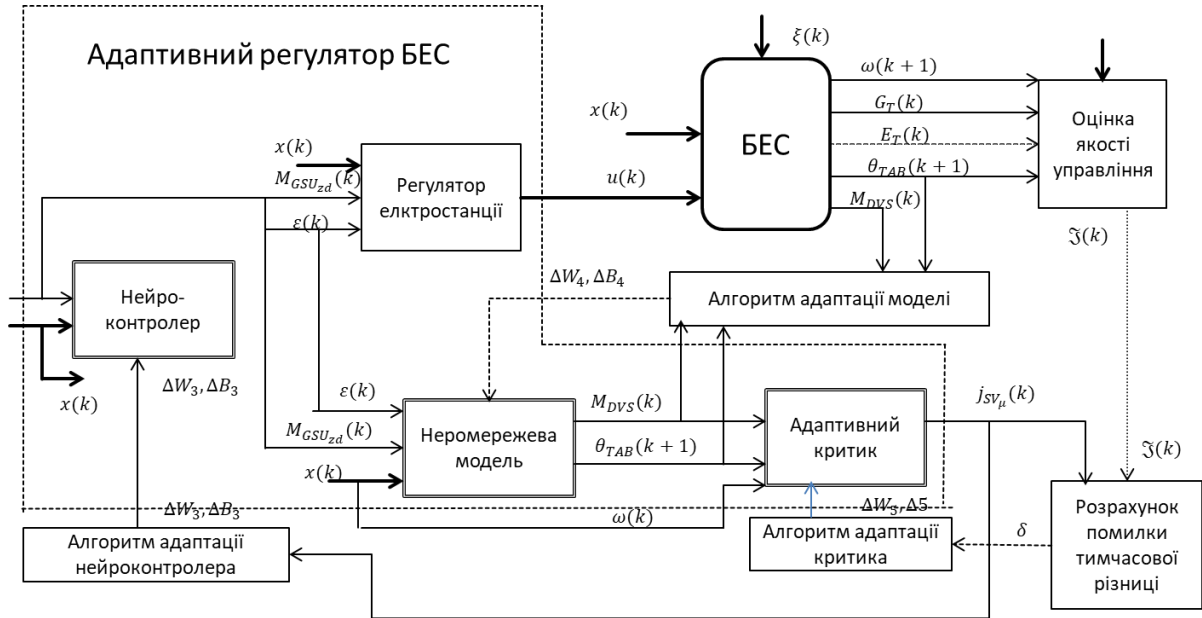 Адаптивний регулятор БЕС
ξ(k)
ω(k + 1)
G_T(k)
E_T(k)
θ_TAB(k + 1)
M_DVS(k)
x(k)
БЕС
Оцінка
якості
управління
x(k)
M_GSU_zd(k)
ε(k)
Регулятор
елктростанції
u(k)
ℑ(k)
Нейро-
контролер
x(k)
ΔW_3, ΔB_3
ΔW_4, ΔB_4
Алгоритм адаптації моделі
ε(k)
M_GSU_zd(k)
x(k)
Неромережева
модель
M_DVS(k)
θ_TAB(k + 1)
Адаптивний
критик
j_SV_μ(k)
ℑ(k)
ω(k)
ΔW_3, ΔB_3
Алгоритм адаптації
нейроконтролера
ΔW_5, Δ5
Алгоритм адаптації
критика
δ
Розрахунок
помилки
тимчасової
різниці